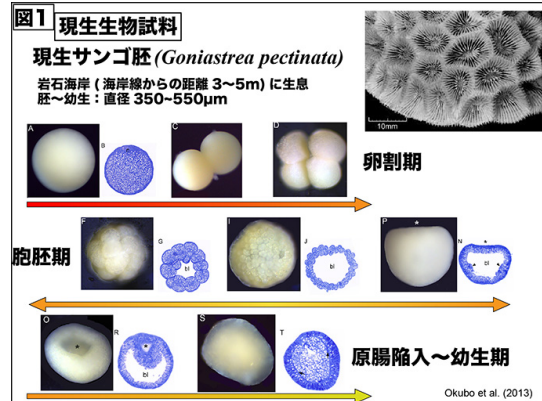 図1
現生生物試料
現生サンゴ胚(Goniastrea pectinata)
岩石海岸(海岸線からの距離 3~5m)に生息
胚~幼生:直径 350~550μm
10mm
A
B
C
D
卵割期
F
G
bl
I
J
bl
P
*
N
*
bl
胞胚期
O
*
R
*
bl
S
T
原腸陥入~幼生期
Okubo et al. (2013)